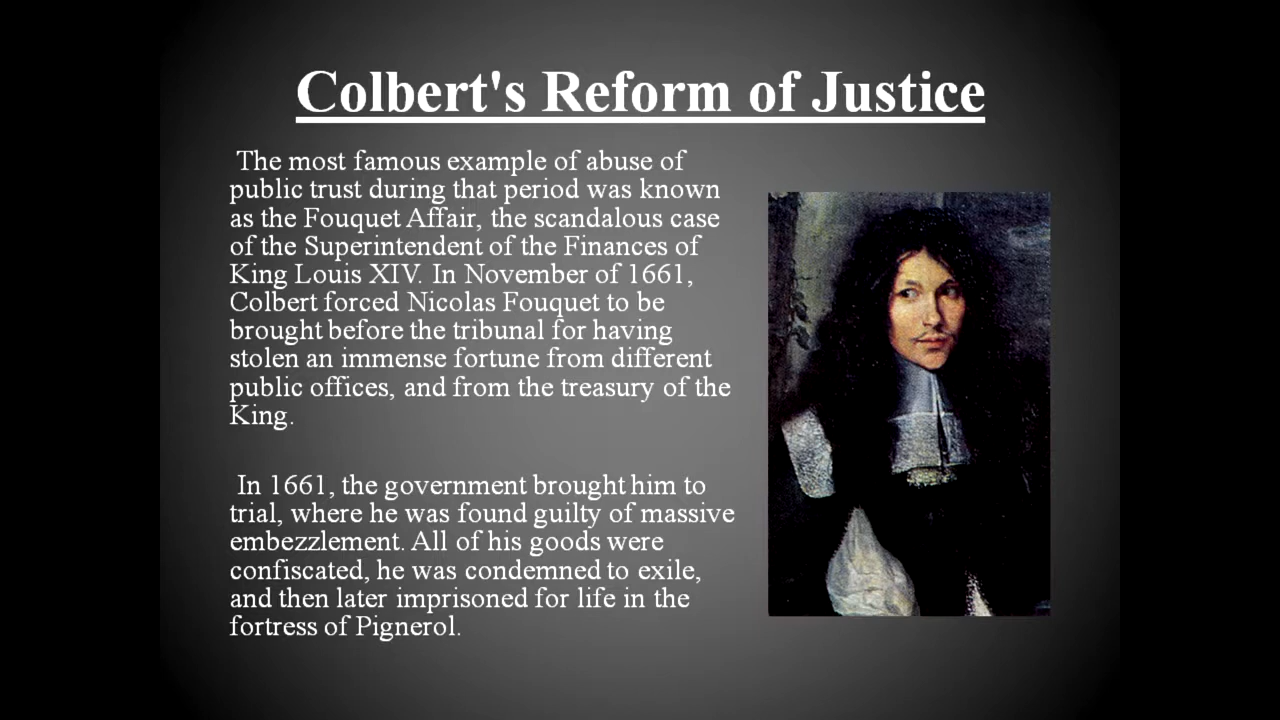 Colbert's Reform of Justice
The most famous example of abuse of
public trust during that period was known
as the Fouquet Affair, the scandalous case
of the Superintendent of the Finances of
King Louis XIV. In November of 1661,
Colbert forced Nicolas Fouquet to be
brought before the tribunal for having
stolen an immense fortune from different
public offices, and from the treasury of the
King.
In 1661, the government brought him to
trial, where he was found guilty of massive
embezzlement. All of his goods were
confiscated, he was condemned to exile,
and then later imprisoned for life in the
fortress of Pignerol.